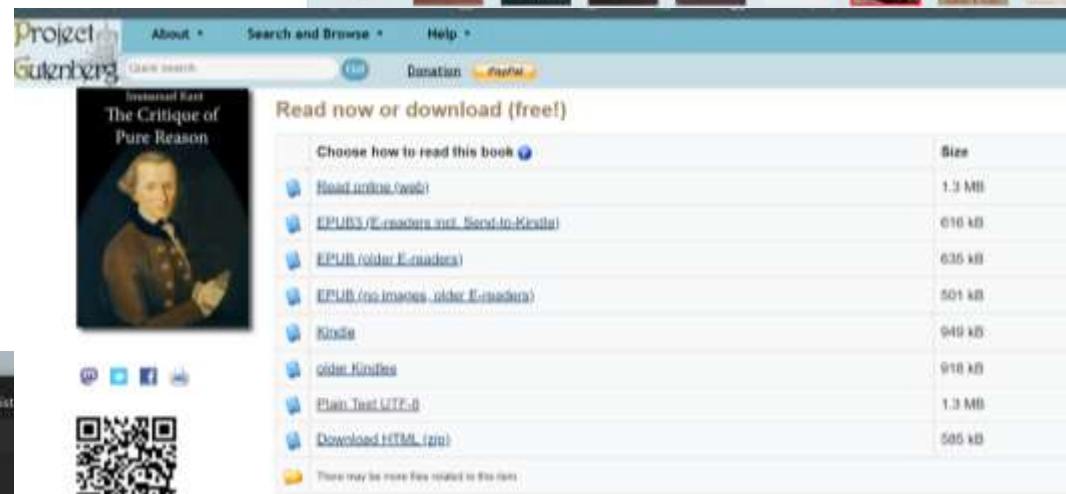 Project Gutenberg
About
Search and Browse
Help
Quick search
Donation
PayPal
Immanuel Kant
The Critique of
Pure Reason
Read now or download (free!)
Choose how to read this book
Size
Read online (web)
1.3 MB
EPUB3 (E-readers incl. Send-to-Kindle)
616 kB
EPUB (older E-readers)
635 kB
EPUB (no images, older E-readers)
501 kB
Kindle
949 kB
older Kindles
918 kB
Plain Text UTF-8
1.3 MB
Download HTML (zip)
585 kB
There may be more files related to this item.
ist